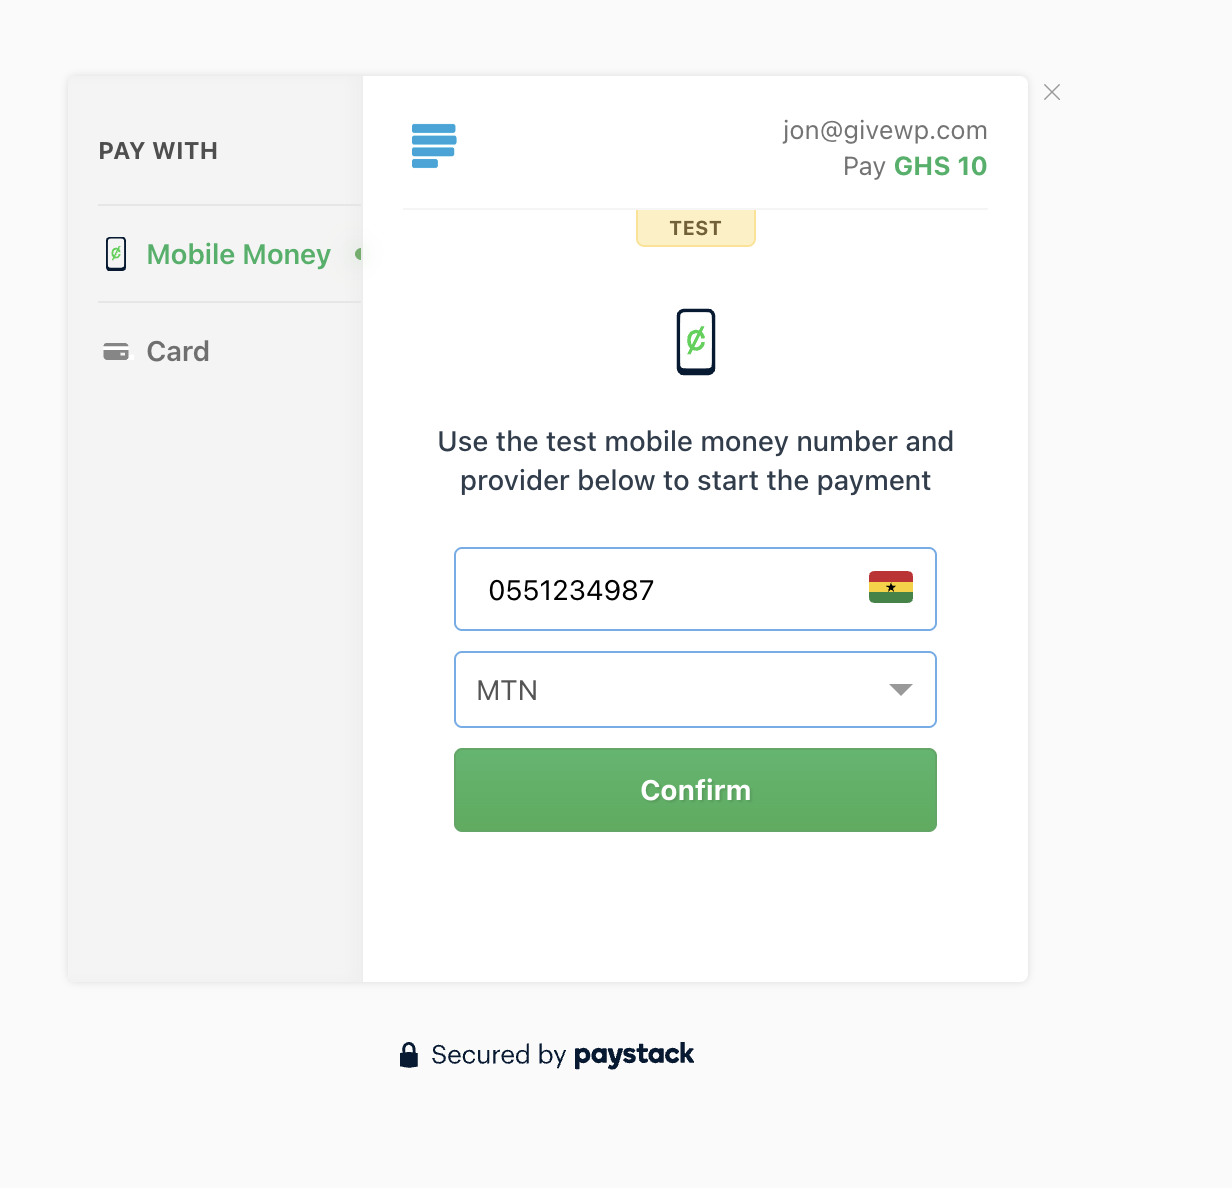 PAY WITH
Mobile Money
Card
jon@givewp.com
Pay GHS 10
TEST
Use the test mobile money number and
provider below to start the payment
0551234987
MTN
Confirm
Secured by paystack